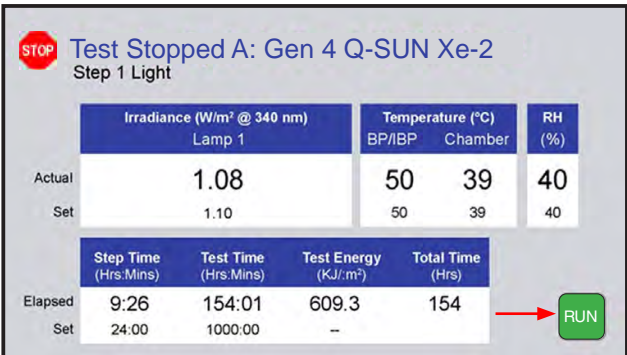 STOP Test Stopped A: Gen 4 Q-SUN Xe-2
Step 1 Light
Irradiance (W/m² @ 340 nm) Temperature (°C) RH
Lamp 1 BP/IBP Chamber (%)
Actual 1.08 50 39 40
Set 1.10 50 39 40
Step Time Test Time Test Energy Total Time
(Hrs:Mins) (Hrs:Mins) (KJ/:m²) (Hrs)
Elapsed 9:26 154:01 609.3 154 RUN
Set 24:00 1000:00 --